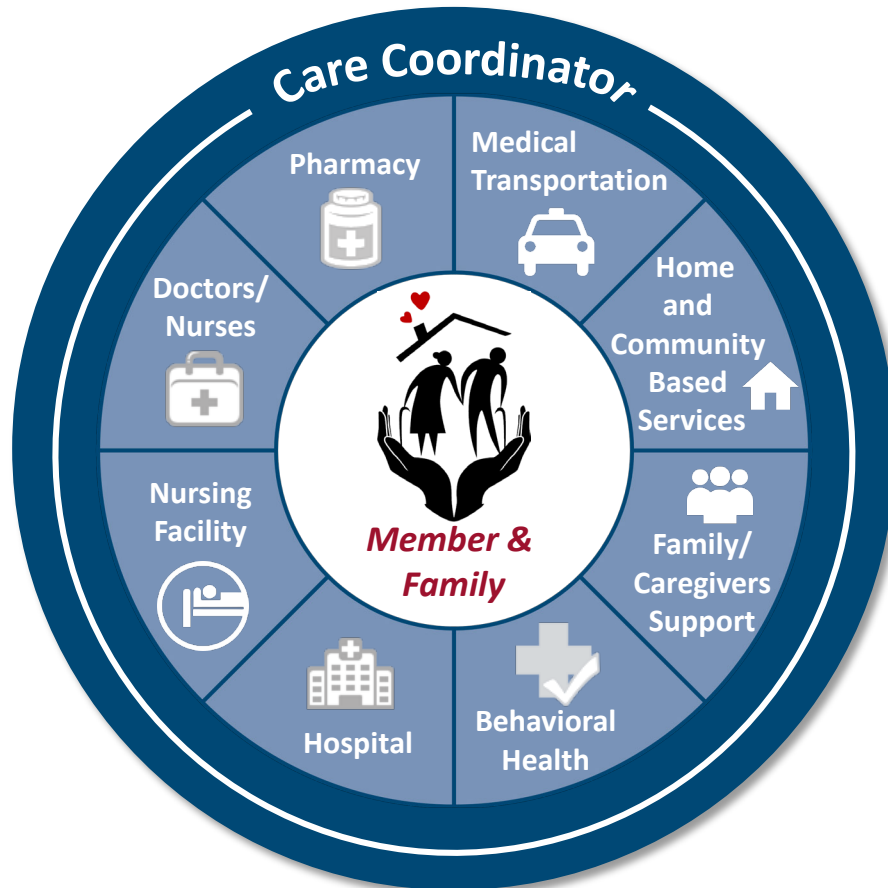 Care Coordinator
Medical
Transportation
Home
and
Community
Based
Services
Family/
Caregivers
Support
Behavioral
Health
Hospital
Nursing
Facility
Doctors/
Nurses
Pharmacy
Member &
Family